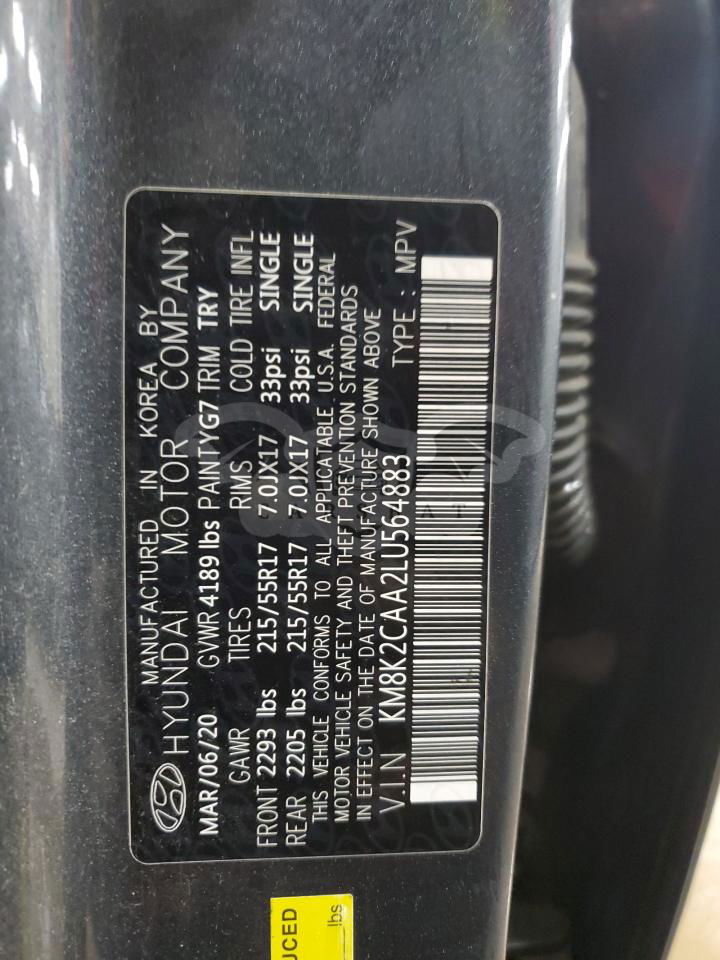 MANUFACTURED IN KOREA BY
HYUNDAI MOTOR COMPANY
MAR/06/20 GVWR 4189 lbs PAINT YG7 TRIM TRY
GAWR TIRES RIMS COLD TIRE INFL
FRONT 2293 lbs 215/55R17 7.0JX17 33psi SINGLE
REAR 2205 lbs 215/55R17 7.0JX17 33psi SINGLE
THIS VEHICLE CONFORMS TO ALL APPLICATABLE U.S.A. FEDERAL
MOTOR VEHICLE SAFETY AND THEFT PREVENTION STANDARDS
IN EFFECT ON THE DATE OF MANUFACTURE SHOWN ABOVE
V.I.N KM8K2CAA2LU564883 TYPE : MPV
UCED
lbs